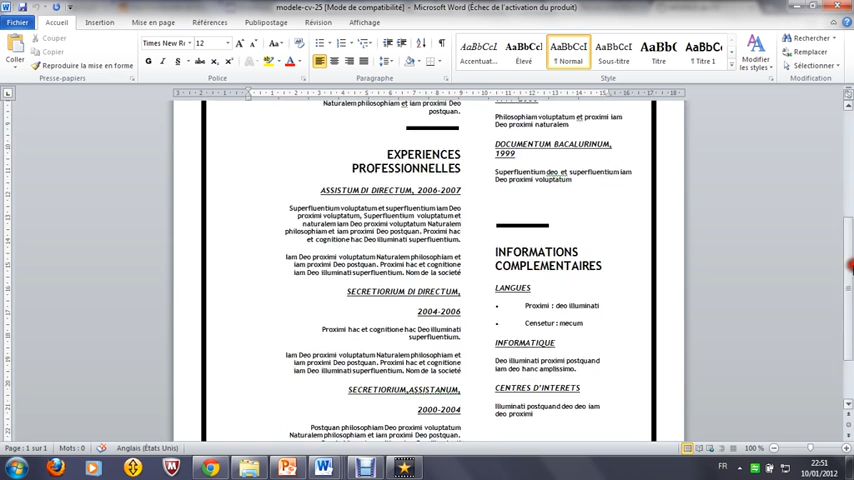 modele-cv-25 [Mode de compatibilité] - Microsoft Word (Échec de l'activation du produit)
Fichier Accueil Insertion Mise en page Références Publipostage Révision Affichage
Coller
Couper
Copier
Reproduire la mise en forme
Presse-papiers
Times New Ro 12
G I S
Police
Paragraphe
AaBbCcL AaBbCcI AaBbCcI AaBbCcL AaBbC AaBbCc
Accentuat... Élevé ¶ Normal Sous-titre Titre ¶ Titre 1
Style
Modifier les styles
Rechercher
Remplacer
Sélectionner
Modification
Naturalem philosophiam et iam proximi Deo
postquan.
EXPERIENCES
PROFESSIONNELLES
ASSISTUM DI DIRECTUM, 2006-2007
Superfluentium voluptatum et superfluentium iam Deo
proximi voluptatum, Superfluentium voluptatum et
naturalem iam Deo proximi voluptatum Naturalem
philosophiam et iam proximi Deo postquan. Proximi hac
et cognitione hac Deo illuminati superfluentium.
Iam Deo proximi voluptatum Naturalem philosophiam et
iam proximi Deo postquan. Proximi hac et cognitione
iam Deo illuminati superfluentium. Nom de la societé
SECRETIORIUM DI DIRECTUM,
2004-2006
Proximi hac et cognitione hac Deo illuminati
superfluentium.
Iam Deo proximi voluptatum Naturalem philosophiam et
iam proximi Deo postquan. Proximi hac et cognitione
iam Deo illuminati superfluentium. Nom de la societé
SECRETIORIUM,ASSISTANUM,
2000-2004
Postquan philosophiam Deo proximi voluptatum
Naturalem philosophiam et iam proximi Deo postquan.
Philosophiam voluptatum et proximi iam
Deo proximi naturalem
DOCUMENTUM BACALURINUM,
1999
Superfluentium deo et superfluentium iam
Deo proximi voluptatum
INFORMATIONS
COMPLEMENTAIRES
LANGUES
• Proximi : deo illuminati
• Censetur : mecum
INFORMATIQUE
Deo illuminati proximi postquand
iam deo hanc amplissimo.
CENTRES D'INTERETS
Illuminati postquand deo deo iam
deo proximi
Page : 1 sur 1 Mots : 0 Anglais (États Unis) 100 %
FR 22:51
10/01/2012